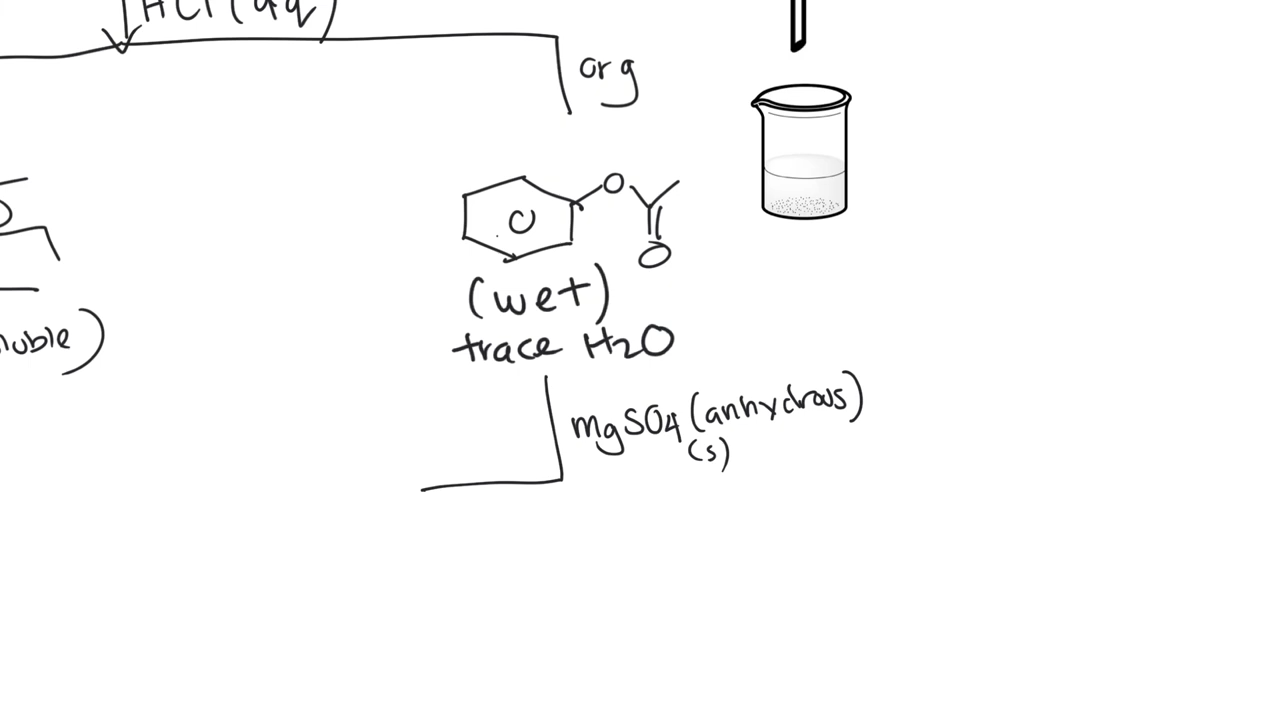 HCl (aq)
org
O
O
(wet)
trace H2O
luble)
mgSO4 (anhydrous)
(s)